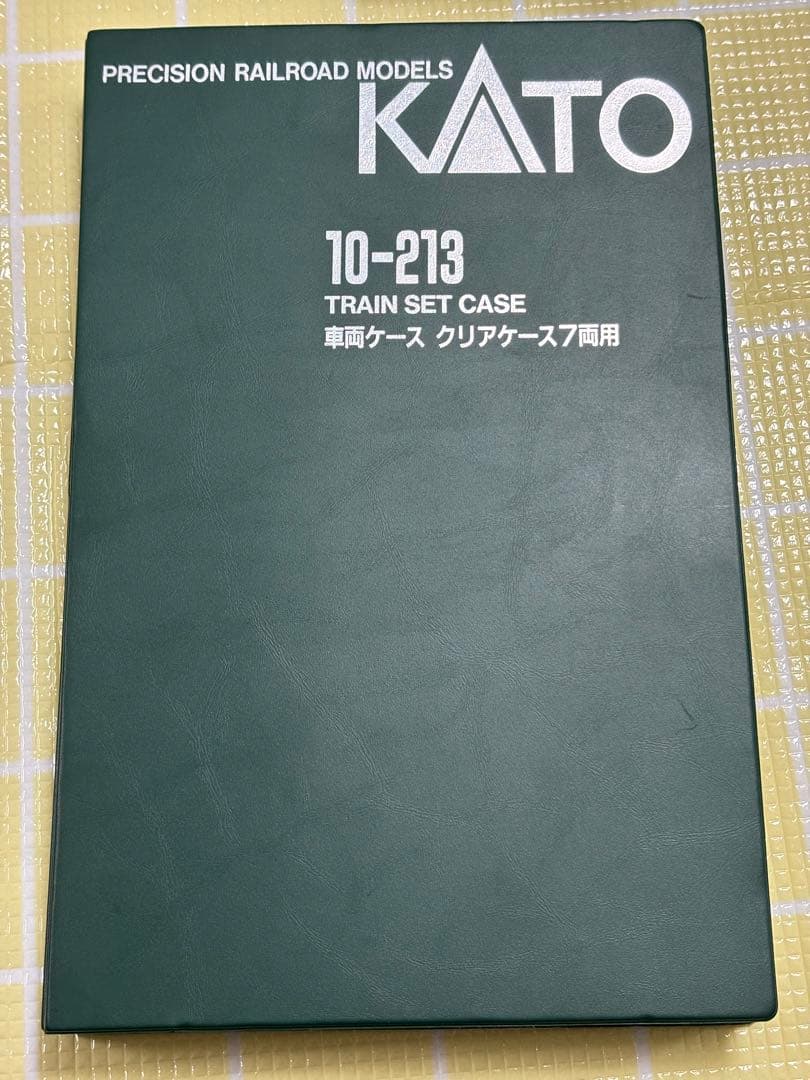 PRECISION RAILROAD MODELS
KATO
10-213
TRAIN SET CASE
車両ケース クリアケース7両用